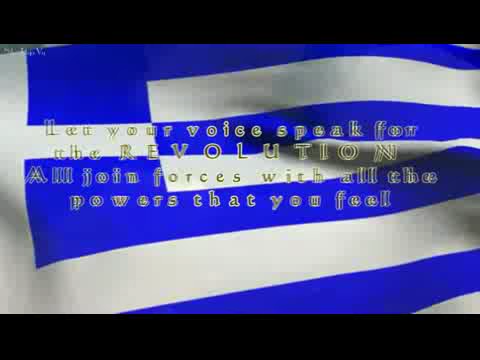 Let your voice speak for
the REVOLUTION
All join forces with all the
powers that you feel